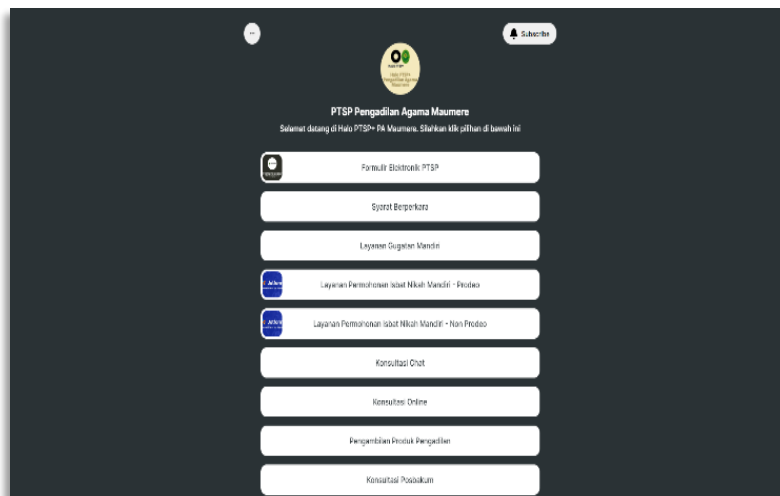 Subscribe
PTSP Pengadilan Agama Maumere
Selamat datang di Halo PTSP+ PA Maumere. Silahkan klik pilihan di bawah ini
Formulir Elektronik PTSP
Syarat Berperkara
Layanan Gugatan Mandiri
Layanan Permohonan Isbat Nikah Mandiri - Prodeo
Layanan Permohonan Isbat Nikah Mandiri - Non Prodeo
Konsultasi Chat
Konsultasi Online
Pengambilan Produk Pengadilan
Konsultasi Posbakum